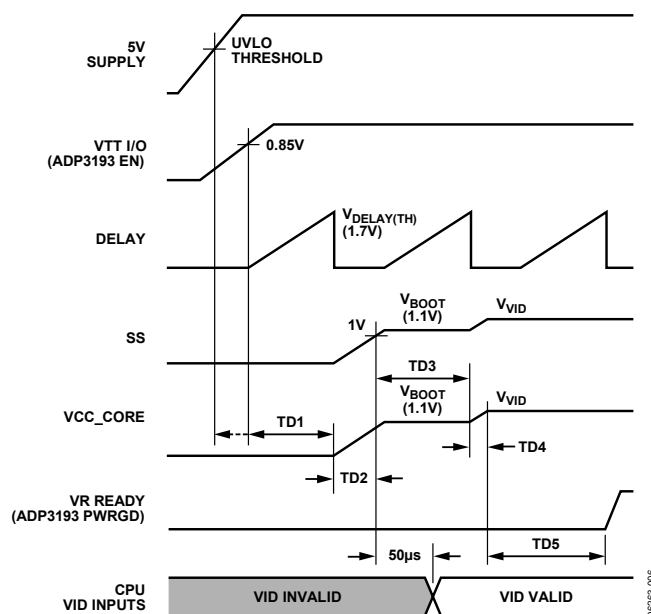 5V
SUPPLY
UVLO
THRESHOLD
VTT I/O
(ADP3193 EN)
0.85V
DELAY
VDELAY(TH)
(1.7V)
SS
1V
VBOOT
(1.1V)
VVID
TD3
VCC_CORE
VBOOT
(1.1V)
VVID
TD1
TD4
TD2
VR READY
(ADP3193 PWRGD)
50µs
TD5
CPU
VID INPUTS
VID INVALID
VID VALID